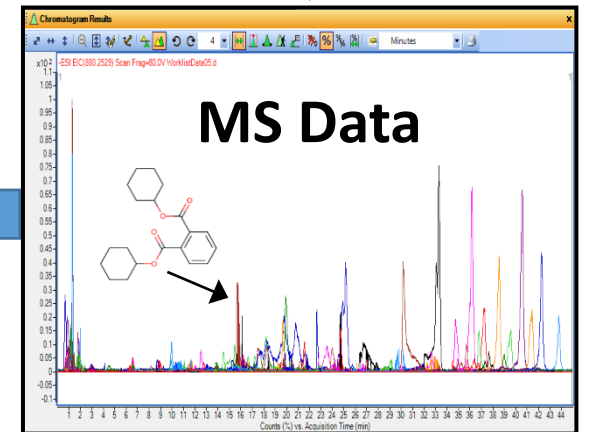 Chromatogram Results x
4 Minutes
x10 2 -ESI EIC(880.2529) Scan Frag=80.0V WorklistData05.d
1.1 1 1
1.05
1
0.95
0.9
0.85
0.8
0.75
0.7
0.65
0.6
0.55
0.5
0.45
0.4
0.35
0.3
0.25
0.2
0.15
0.1
0.05
0
-0.05
-0.1
MS Data
O
O
O
O
1 2 3 4 5 6 7 8 9 10 11 12 13 14 15 16 17 18 19 20 21 22 23 24 25 26 27 28 29 30 31 32 33 34 35 36 37 38 39 40 41 42 43 44
Counts (%) vs. Acquisition Time (min)